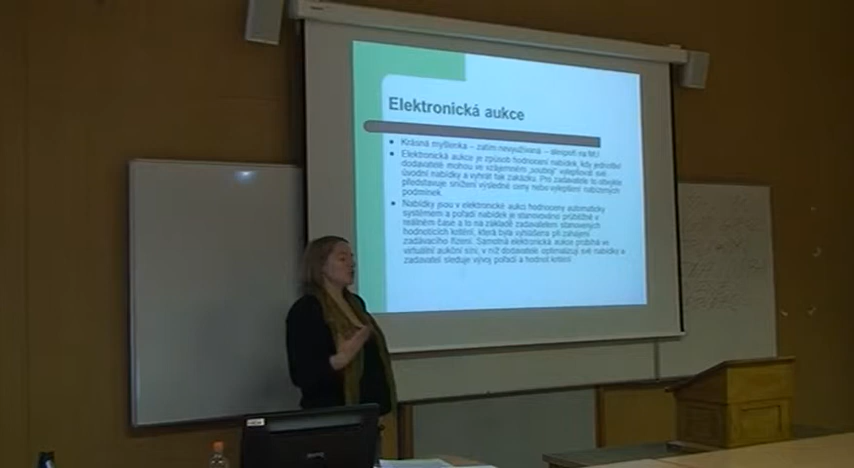 Elektronická aukce
Krásná myšlenka – zatím nevyužívaná – alespoň na MU
Elektronická aukce je způsob hodnocení nabídek, kdy jednotliví
dodavatelé mohou ve vzájemném „souboji“ vylepšovat své
úvodní nabídky a vyhrát tak zakázku. Pro zadavatele to obvykle
představuje snížení výsledné ceny nebo vylepšení nabízených
podmínek.
Nabídky jsou v elektronické aukci hodnoceny automaticky
systémem a pořadí nabídek je stanovováno průběžně v
reálném čase a to na základě zadavatelem stanovených
hodnotících kritérií, která byla vyhlášena při zahájení
zadávacího řízení. Samotná elektronická aukce probíhá ve
virtuální aukční síni, v níž dodavatelé optimalizují své nabídky a
zadavatel sleduje vývoj pořadí a hodnot kritérií